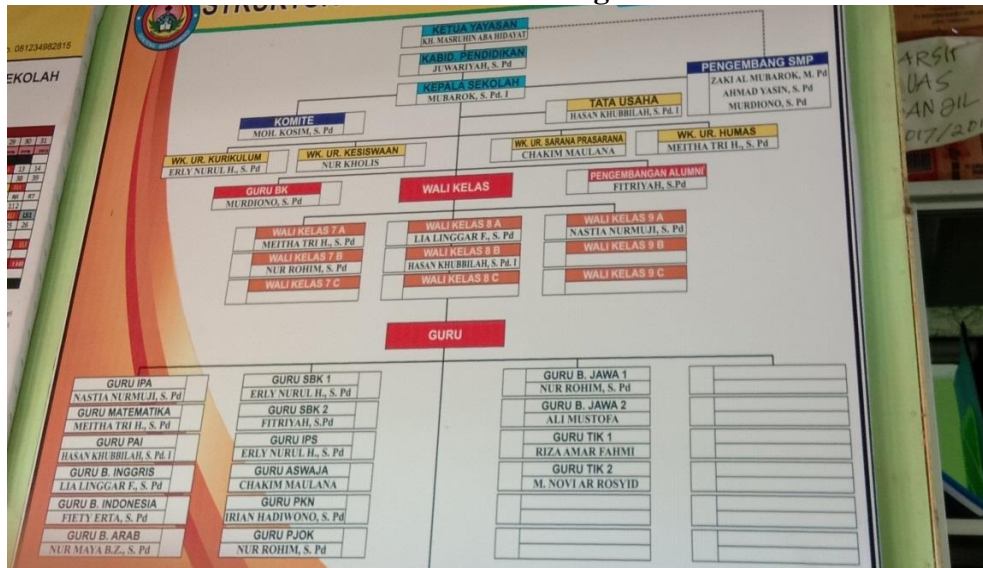 STRUKTUR
KETUA YAYASAN
KH. MASRUHIN ABA HIDAYAT
KABID. PENDIDIKAN
JUWARIYAH, S. Pd
KEPALA SEKOLAH
MUBAROK, S. Pd. I
PENGEMBANG SMP
ZAKI AL MUBAROK, M. Pd
AHMAD YASIN, S. Pd
MURDIONO, S. Pd
KOMITE
MOH. KOSIM, S. Pd
TATA USAHA
HASAN KHUBBILAH, S. Pd. I
WK. UR. KURIKULUM
ERLY NURUL H., S. Pd
WK. UR. KESISWAAN
NUR KHOLIS
WK. UR. SARANA PRASARANA
CHAKIM MAULANA
WK. UR. HUMAS
MEITHA TRI H., S. Pd
GURU BK
MURDIONO, S. Pd
WALI KELAS
PENGEMBANGAN ALUMNI
FITRIYAH, S.Pd
WALI KELAS 7 A
MEITHA TRI H., S. Pd
WALI KELAS 7 B
NUR ROHIM, S. Pd
WALI KELAS 7 C
WALI KELAS 8 A
LIA LINGGAR F., S. Pd
WALI KELAS 8 B
HASAN KHUBBILAH, S. Pd. I
WALI KELAS 8 C
WALI KELAS 9 A
NASTIA NURMUJI, S. Pd
WALI KELAS 9 B
WALI KELAS 9 C
GURU
GURU IPA
NASTIA NURMUJI, S. Pd
GURU MATEMATIKA
MEITHA TRI H., S. Pd
GURU PAI
HASAN KHUBBILAH, S. Pd. I
GURU B. INGGRIS
LIA LINGGAR F., S. Pd
GURU B. INDONESIA
FIETY ERTA, S. Pd
GURU B. ARAB
NUR MAYA B.Z., S. Pd
GURU SBK 1
ERLY NURUL H., S. Pd
GURU SBK 2
FITRIYAH, S.Pd
GURU IPS
ERLY NURUL H., S. Pd
GURU ASWAJA
CHAKIM MAULANA
GURU PKN
IRIAN HADIWONO, S. Pd
GURU PJOK
NUR ROHIM, S. Pd
GURU B. JAWA 1
NUR ROHIM, S. Pd
GURU B. JAWA 2
ALI MUSTOFA
GURU TIK 1
RIZA AMAR FAHMI
GURU TIK 2
M. NOVI AR ROSYID
081234982815
EKOLAH